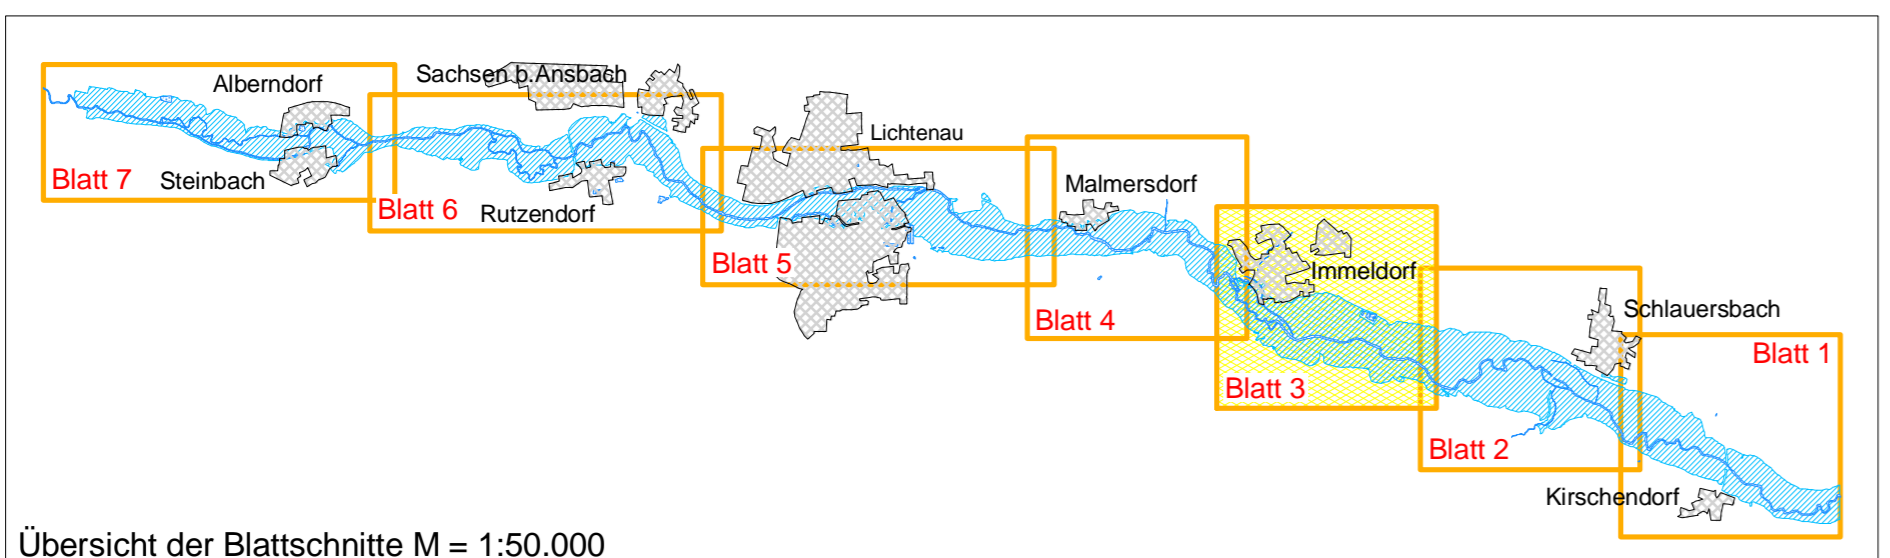 Alberndorf
Sachsen b.Ansbach
Lichtenau
Blatt 7
Steinbach
Blatt 6
Rutzendorf
Malmersdorf
Blatt 5
Immeldorf
Blatt 4
Schlauersbach
Blatt 1
Blatt 3
Blatt 2
Kirschendorf
Übersicht der Blattschnitte M = 1:50.000